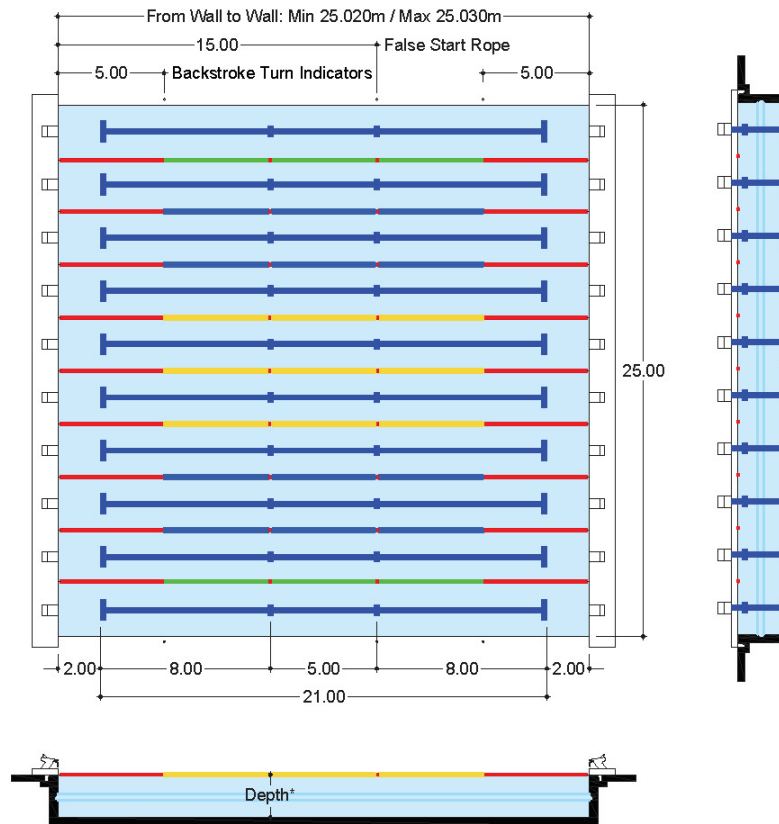 From Wall to Wall: Min 25.020m / Max 25.030m
15.00 False Start Rope
5.00 Backstroke Turn Indicators 5.00
25.00
2.00 8.00 5.00 8.00 2.00
21.00
Depth*